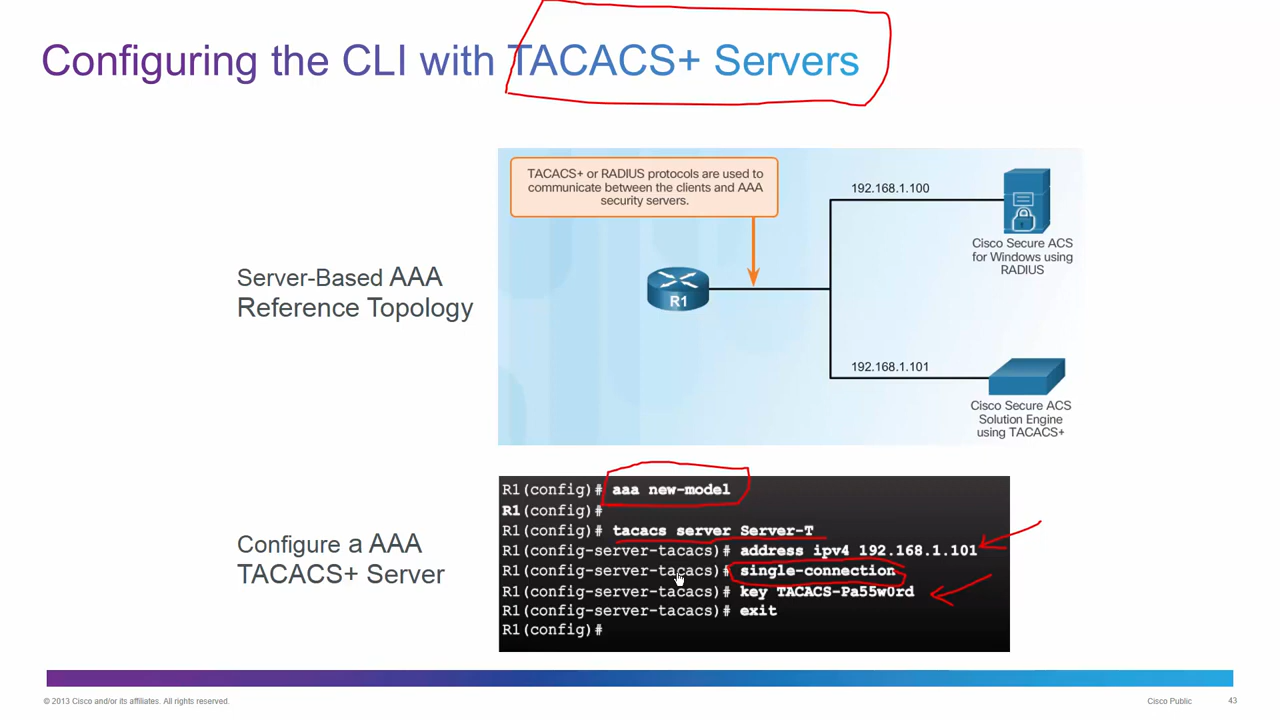 Configuring the CLI with TACACS+ Servers
TACACS+ or RADIUS protocols are used to
communicate between the clients and AAA
security servers.
192.168.1.100
Cisco Secure ACS
for Windows using
RADIUS
Server-Based AAA
Reference Topology
R1
192.168.1.101
Cisco Secure ACS
Solution Engine
using TACACS+
Configure a AAA
TACACS+ Server
R1(config)# aaa new-model
R1(config)#
R1(config)# tacacs server Server-T
R1(config-server-tacacs)# address ipv4 192.168.1.101
R1(config-server-tacacs)# single-connection
R1(config-server-tacacs)# key TACACS-Pa55w0rd
R1(config-server-tacacs)# exit
R1(config)#
© 2013 Cisco and/or its affiliates. All rights reserved.
Cisco Public
43